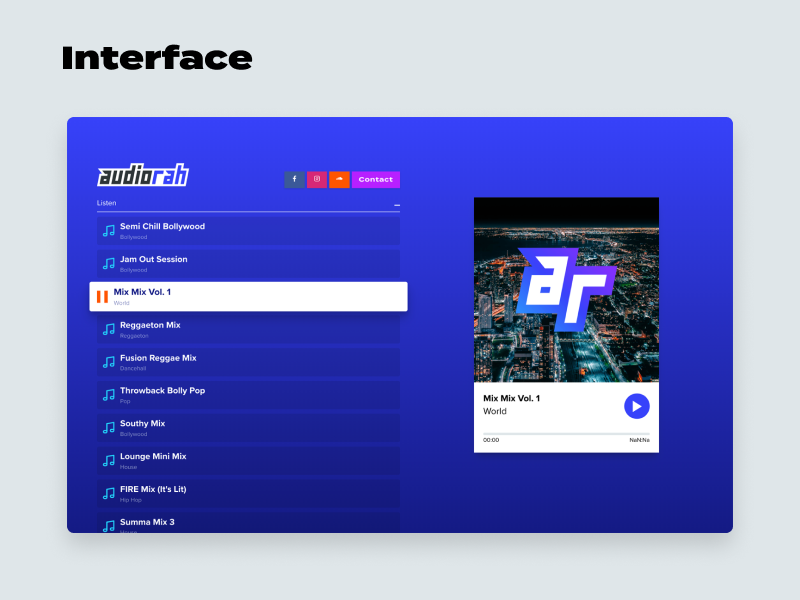 Interface
audiorah
f
Contact
Listen
Semi Chill Bollywood
Bollywood
Jam Out Session
Bollywood
Mix Mix Vol. 1
World
Reggaeton Mix
Reggaeton
Fusion Reggae Mix
Dancehall
Throwback Bolly Pop
Pop
Southy Mix
Bollywood
Lounge Mini Mix
House
FIRE Mix (It's Lit)
Hip Hop
Summa Mix 3
House
ar
Mix Mix Vol. 1
World
00:00
NaN:Na